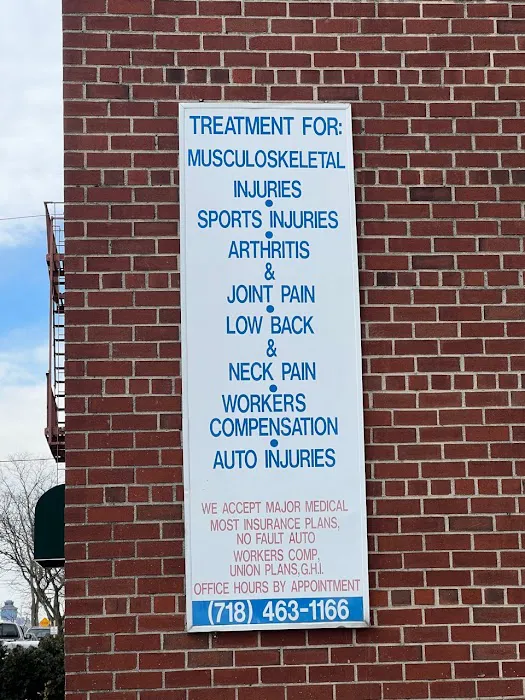 TREATMENT FOR:
MUSCULOSKELETAL
INJURIES
•
SPORTS INJURIES
•
ARTHRITIS
&
JOINT PAIN
•
LOW BACK
&
NECK PAIN
•
WORKERS
COMPENSATION
•
AUTO INJURIES
WE ACCEPT MAJOR MEDICAL
MOST INSURANCE PLANS,
NO FAULT AUTO
WORKERS COMP,
UNION PLANS,G.H.I.
OFFICE HOURS BY APPOINTMENT
(718) 463-1166